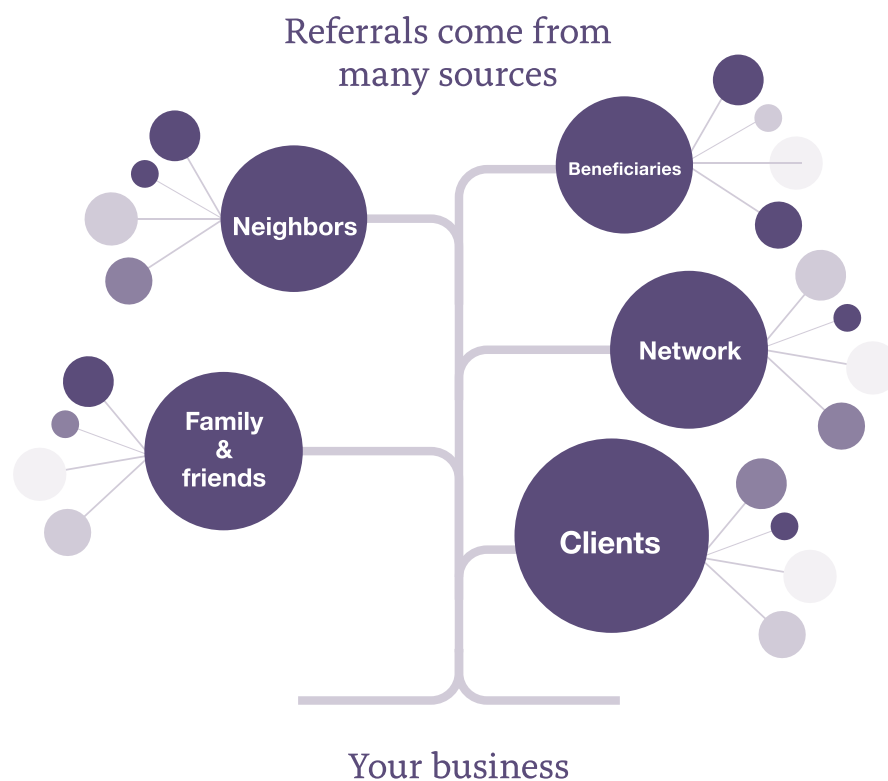 Referrals come from
many sources
Beneficiaries
Neighbors
Network
Family
&
friends
Clients
Your business